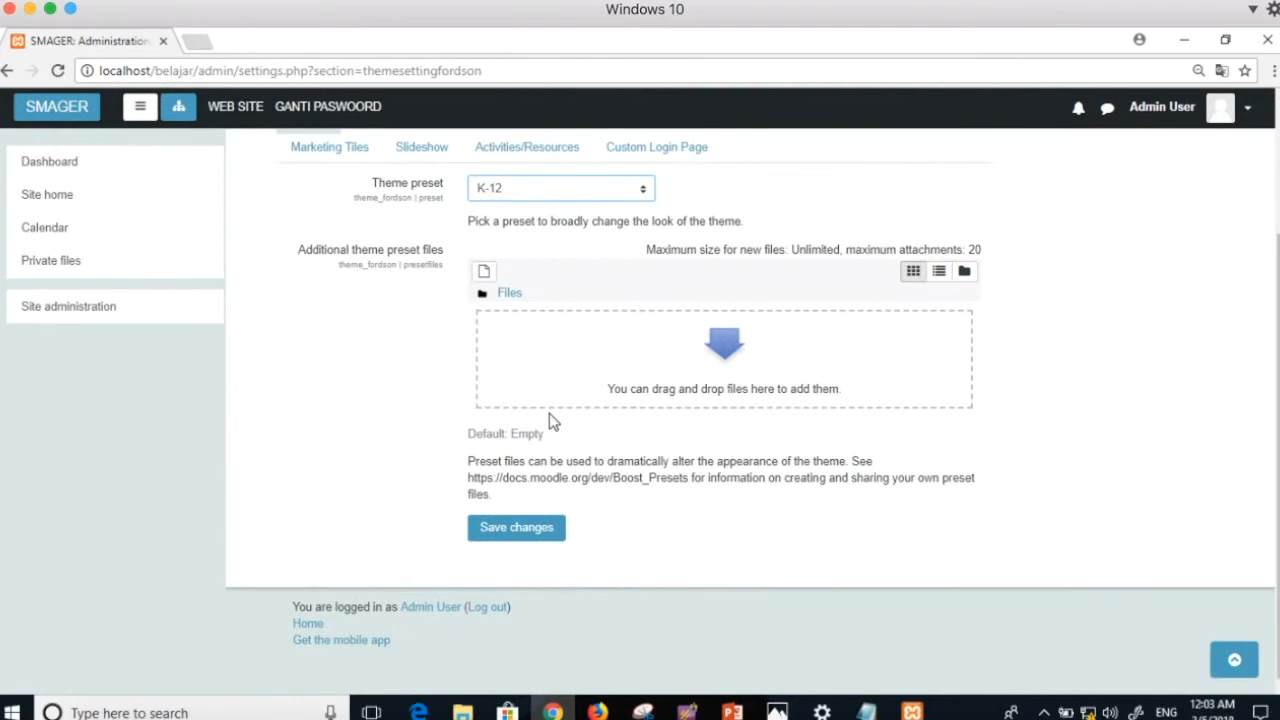 Windows 10
SMAGER: Administration
localhost/belajar/admin/settings.php?section=themesettingfordson
SMAGER WEB SITE GANTI PASWOORD Admin User
Dashboard
Site home
Calendar
Private files
Site administration
Marketing Tiles Slideshow Activities/Resources Custom Login Page
Theme preset K-12
theme_fordson | preset
Pick a preset to broadly change the look of the theme.
Additional theme preset files Maximum size for new files: Unlimited, maximum attachments: 20
theme_fordson | presetfiles
Files
You can drag and drop files here to add them.
Default: Empty
Preset files can be used to dramatically alter the appearance of the theme. See
https://docs.moodle.org/dev/Boost_Presets for information on creating and sharing your own preset
files.
Save changes
You are logged in as Admin User (Log out)
Home
Get the mobile app
Type here to search ENG 12:03 AM